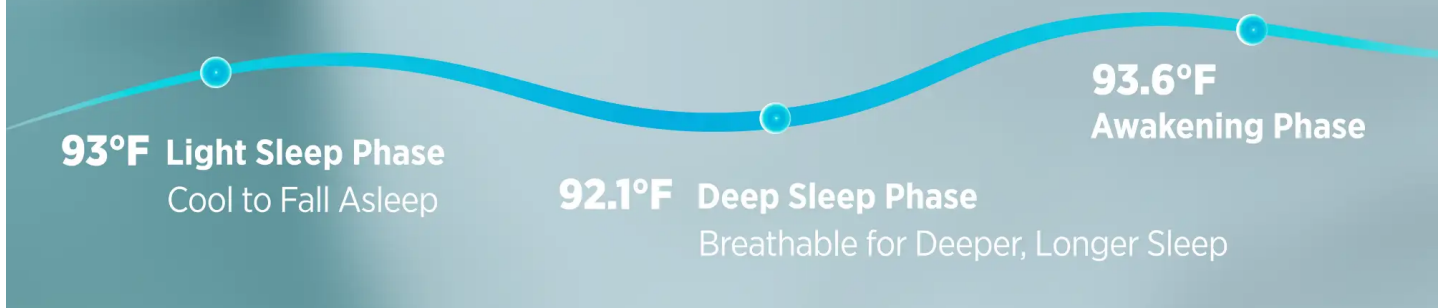 93°F Light Sleep Phase
Cool to Fall Asleep
92.1°F Deep Sleep Phase
Breathable for Deeper, Longer Sleep
93.6°F
Awakening Phase